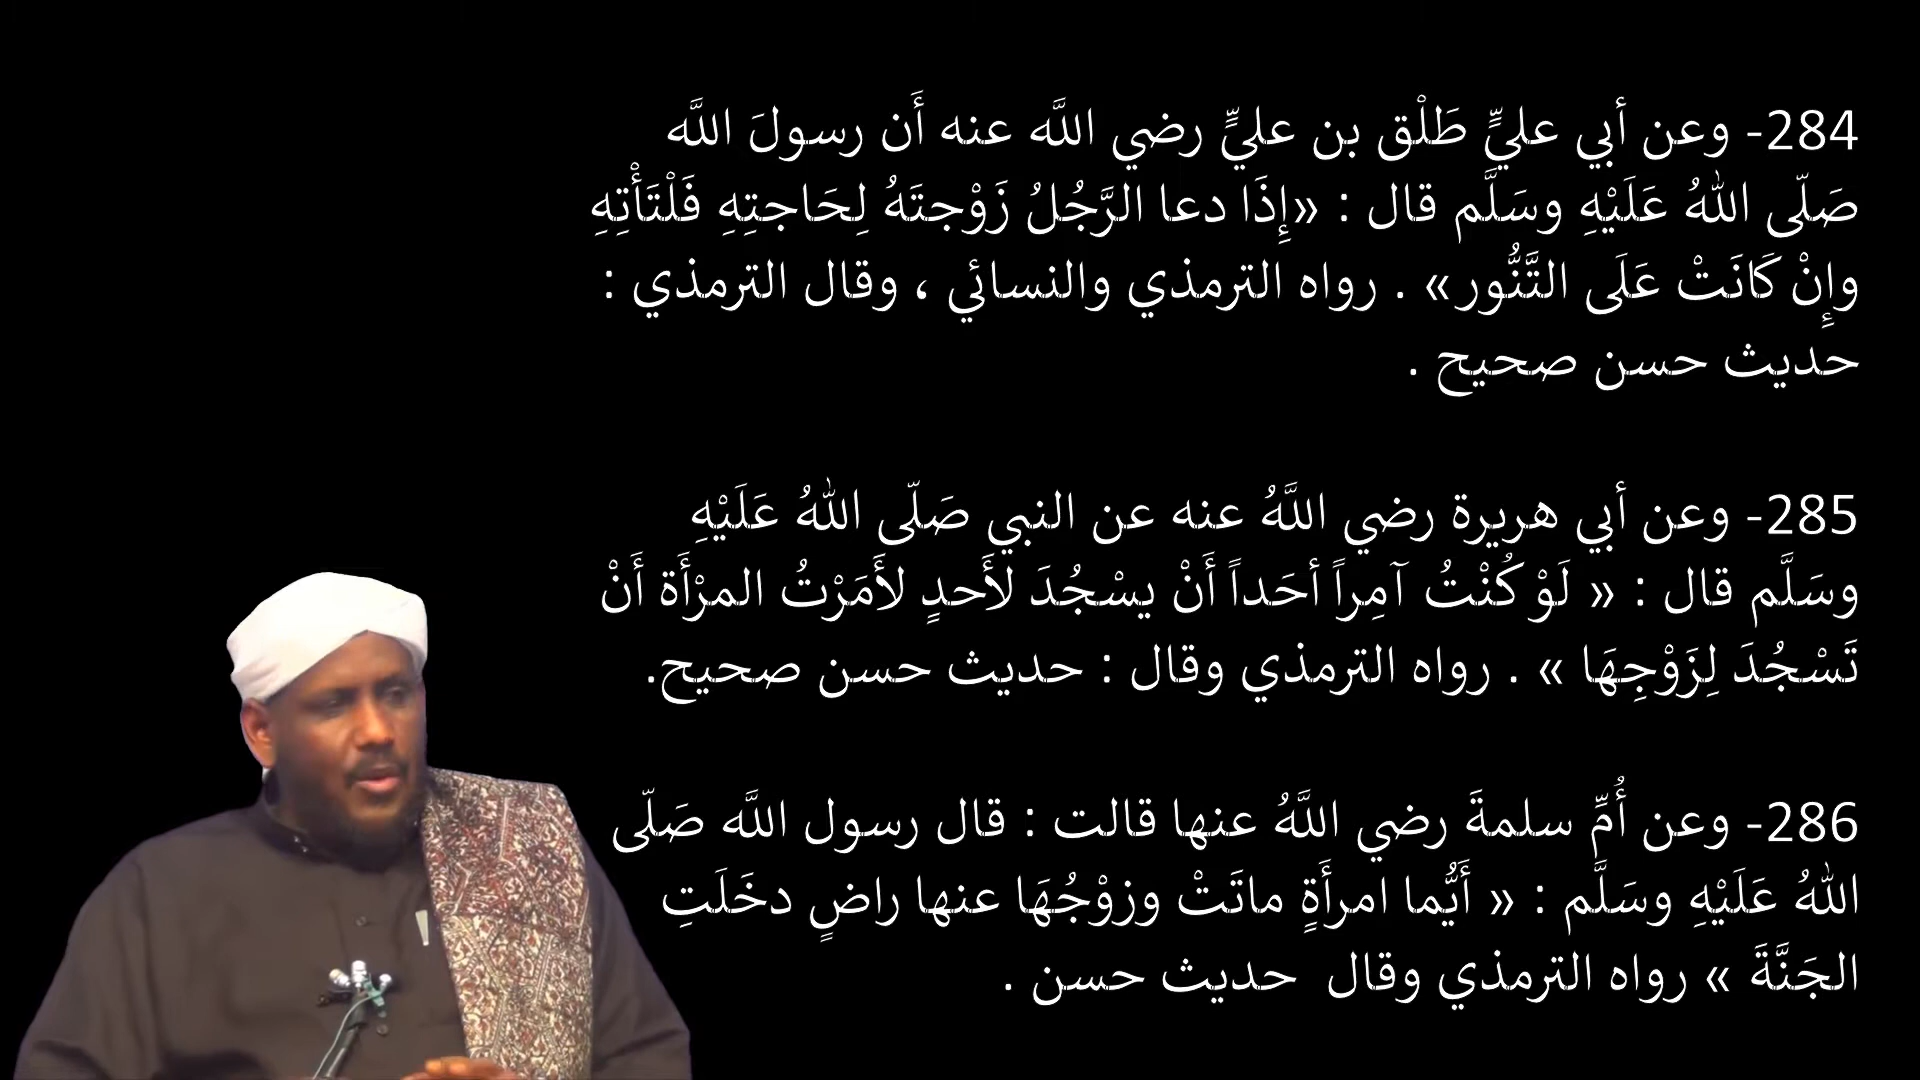 284- وعن أبي عليٍّ طَلْق بن عليٍّ رضي اللَّه عنه أَن رسولَ اللَّه
صَلّى اللهُ عَلَيْهِ وسَلَّم قال : «إِذَا دعا الرَّجُلُ زَوْجتَهُ لِحَاجتِهِ فَلْتَأْتِهِ
وإِنْ كَانَتْ عَلَى التَّنُّور» . رواه الترمذي والنسائي ، وقال الترمذي :
حديث حسن صحيح .
285- وعن أبي هريرة رضي اللَّهُ عنه عن النبي صَلّى اللهُ عَلَيْهِ
وسَلَّم قال : « لَوْ كُنْتُ آمِراً أحَداً أَنْ يسْجُدَ لأَحدٍ لأَمَرْتُ المرْأَة أَنْ
تَسْجُدَ لِزَوْجِهَا » . رواه الترمذي وقال : حديث حسن صحيح.
286- وعن أُمِّ سلمةَ رضي اللَّهُ عنها قالت : قال رسول اللَّه صَلّى
اللهُ عَلَيْهِ وسَلَّم : « أَيُّما امرأَةٍ ماتَتْ وزوْجُهَا عنها راضٍ دخَلَتِ
الجَنَّةَ » رواه الترمذي وقال حديث حسن .